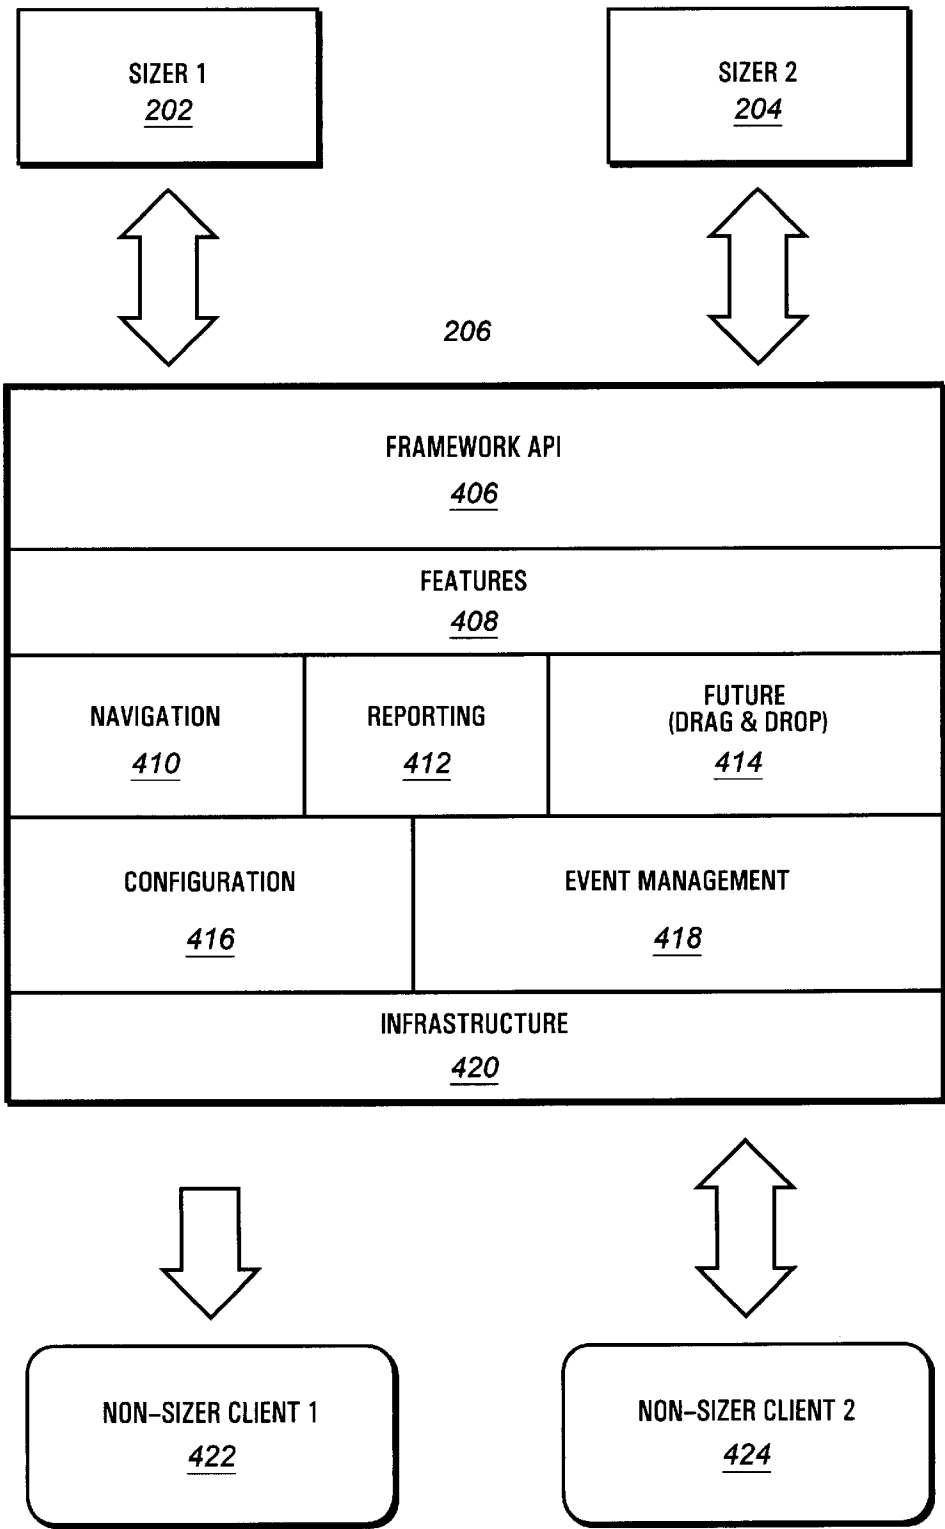 SIZER 1
202
SIZER 2
204
206
FRAMEWORK API
406
FEATURES
408
NAVIGATION
410
REPORTING
412
FUTURE
(DRAG & DROP)
414
CONFIGURATION
416
EVENT MANAGEMENT
418
INFRASTRUCTURE
420
NON–SIZER CLIENT 1
422
NON–SIZER CLIENT 2
424